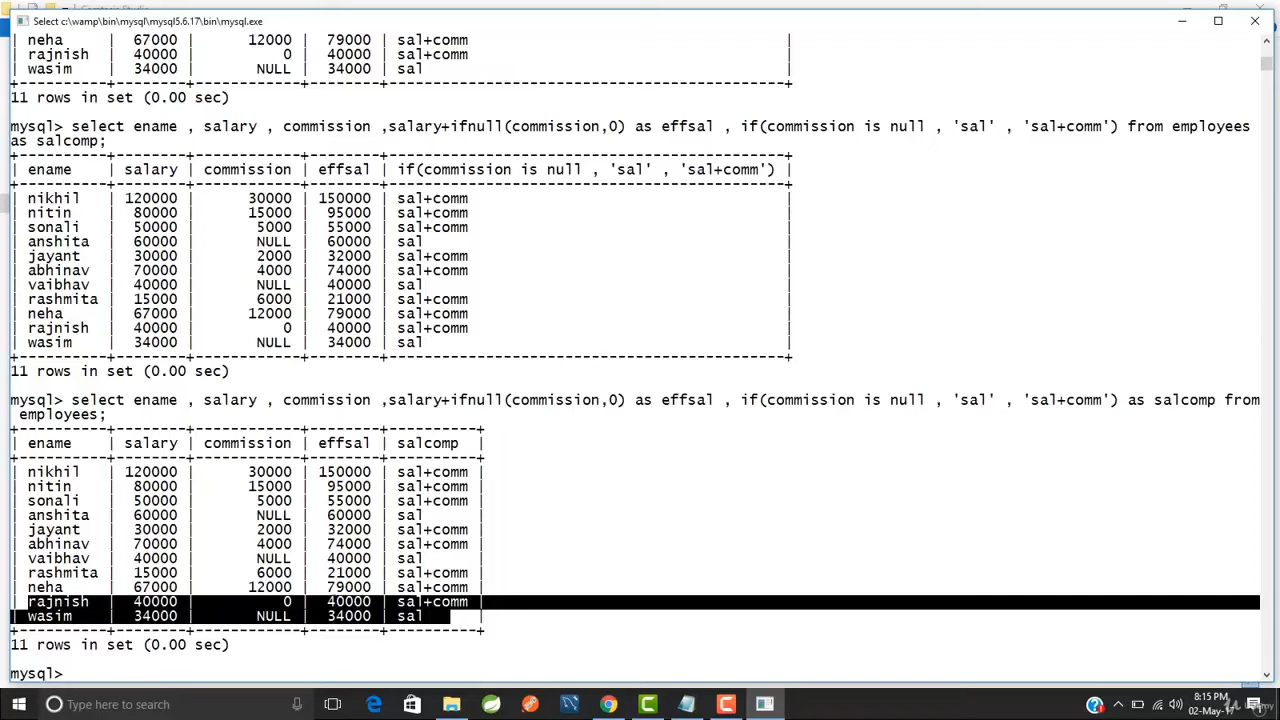 Select c:\wamp\bin\mysql\mysql5.6.17\bin\mysql.exe
| neha     |  67000 |      12000 |  79000 | sal+comm                                    |
| rajnish  |  40000 |          0 |  40000 | sal+comm                                    |
| wasim    |  34000 |       NULL |  34000 | sal                                         |
+----------+--------+------------+--------+---------------------------------------------+
11 rows in set (0.00 sec)
mysql> select ename , salary , commission ,salary+ifnull(commission,0) as effsal , if(commission is null , 'sal' , 'sal+comm') from employees
as salcomp;
+----------+--------+------------+--------+---------------------------------------------+
| ename    | salary | commission | effsal | if(commission is null , 'sal' , 'sal+comm') |
+----------+--------+------------+--------+---------------------------------------------+
| nikhil   | 120000 |      30000 | 150000 | sal+comm                                    |
| nitin    |  80000 |      15000 |  95000 | sal+comm                                    |
| sonali   |  50000 |       5000 |  55000 | sal+comm                                    |
| anshita  |  60000 |       NULL |  60000 | sal                                         |
| jayant   |  30000 |       2000 |  32000 | sal+comm                                    |
| abhinav  |  70000 |       4000 |  74000 | sal+comm                                    |
| vaibhav  |  40000 |       NULL |  40000 | sal                                         |
| rashmita |  15000 |       6000 |  21000 | sal+comm                                    |
| neha     |  67000 |      12000 |  79000 | sal+comm                                    |
| rajnish  |  40000 |          0 |  40000 | sal+comm                                    |
| wasim    |  34000 |       NULL |  34000 | sal                                         |
+----------+--------+------------+--------+---------------------------------------------+
11 rows in set (0.00 sec)
mysql> select ename , salary , commission ,salary+ifnull(commission,0) as effsal , if(commission is null , 'sal' , 'sal+comm') as salcomp from
employees;
+----------+--------+------------+--------+----------+
| ename    | salary | commission | effsal | salcomp  |
+----------+--------+------------+--------+----------+
| nikhil   | 120000 |      30000 | 150000 | sal+comm |
| nitin    |  80000 |      15000 |  95000 | sal+comm |
| sonali   |  50000 |       5000 |  55000 | sal+comm |
| anshita  |  60000 |       NULL |  60000 | sal      |
| jayant   |  30000 |       2000 |  32000 | sal+comm |
| abhinav  |  70000 |       4000 |  74000 | sal+comm |
| vaibhav  |  40000 |       NULL |  40000 | sal      |
| rashmita |  15000 |       6000 |  21000 | sal+comm |
| neha     |  67000 |      12000 |  79000 | sal+comm |
| rajnish  |  40000 |          0 |  40000 | sal+comm |
| wasim    |  34000 |       NULL |  34000 | sal      |
+----------+--------+------------+--------+----------+
11 rows in set (0.00 sec)
mysql>
Type here to search
8:15 PM